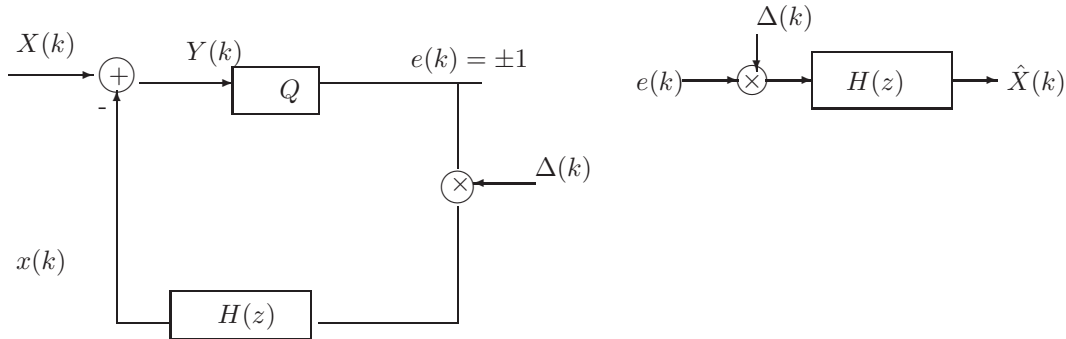 X(k)
+
-
Y(k)
Q
e(k) = ±1
×
Δ(k)
H(z)
x(k)
Δ(k)
e(k)
×
H(z)
X̂(k)